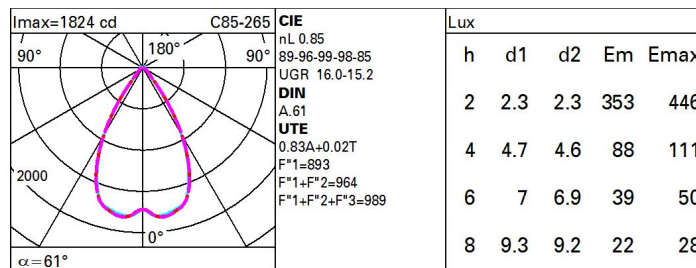 Imax=1824 cd C85-265
90° 180° 90°
2000
0°
α=61°
CIE
nL 0.85
89-96-99-98-85
UGR 16.0-15.2
DIN
A.61
UTE
0.83A+0.02T
F"1=893
F"1+F"2=964
F"1+F"2+F"3=989
Lux
h d1 d2 Em Emax
2 2.3 2.3 353 446
4 4.7 4.6 88 111
6 7 6.9 39 50
8 9.3 9.2 22 28